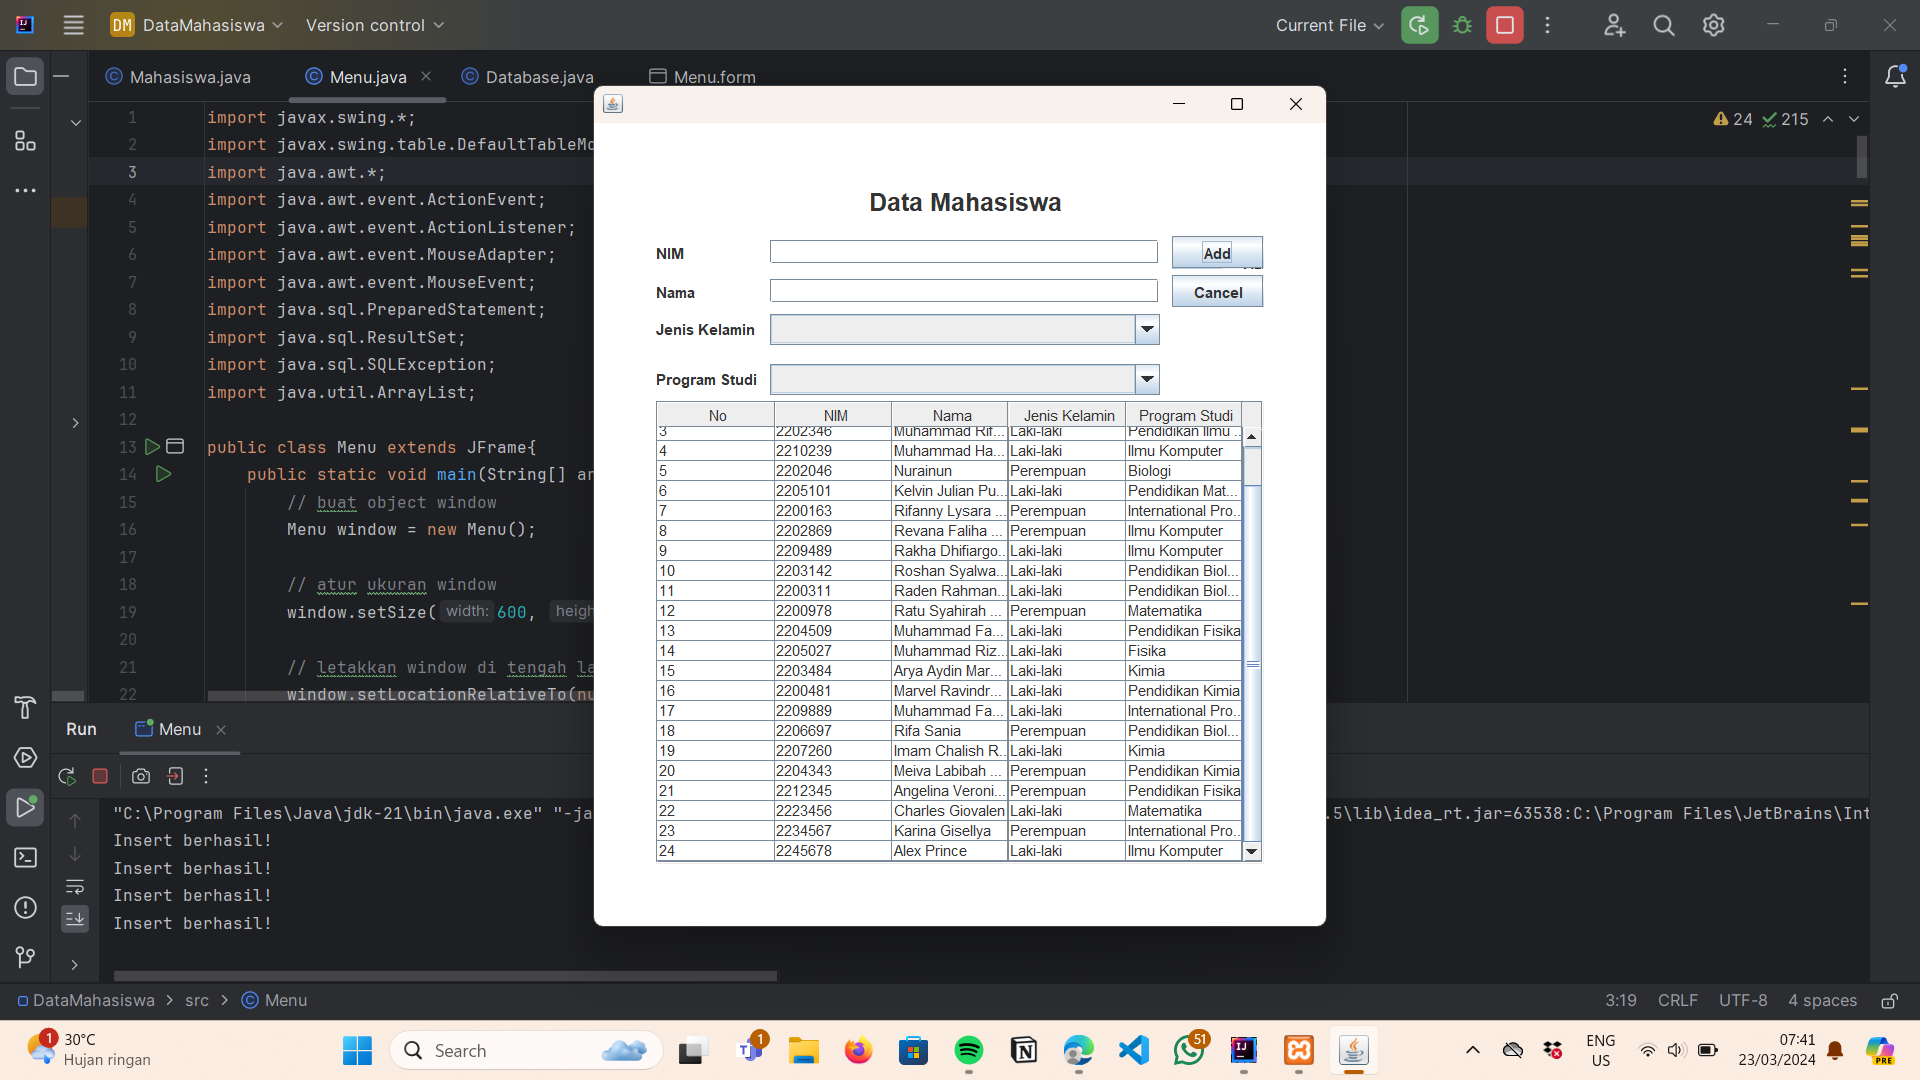 DM DataMahasiswa Version control Current File
Mahasiswa.java Menu.java Database.java Menu.form
24 215
1 import javax.swing.*;
2 import javax.swing.table.DefaultTableMo
3 import java.awt.*;
4 import java.awt.event.ActionEvent;
5 import java.awt.event.ActionListener;
6 import java.awt.event.MouseAdapter;
7 import java.awt.event.MouseEvent;
8 import java.sql.PreparedStatement;
9 import java.sql.ResultSet;
10 import java.sql.SQLException;
11 import java.util.ArrayList;
12
13 public class Menu extends JFrame{
14 public static void main(String[] ar
15 // buat object window
16 Menu window = new Menu();
17
18 // atur ukuran window
19 window.setSize( width: 600, heigh
20
21 // letakkan window di tengah la
22 window.setLocationRelativeTo(nu
Data Mahasiswa
NIM Add
Nama Cancel
Jenis Kelamin
Program Studi
No NIM Nama Jenis Kelamin Program Studi
3 2202346 Muhammad Rif... Laki-laki Pendidikan Ilmu ...
4 2210239 Muhammad Ha... Laki-laki Ilmu Komputer
5 2202046 Nurainun Perempuan Biologi
6 2205101 Kelvin Julian Pu... Laki-laki Pendidikan Mat...
7 2200163 Rifanny Lysara ... Perempuan International Pro...
8 2202869 Revana Faliha ... Perempuan Ilmu Komputer
9 2209489 Rakha Dhifiargo... Laki-laki Ilmu Komputer
10 2203142 Roshan Syalwa... Laki-laki Pendidikan Biol...
11 2200311 Raden Rahman... Laki-laki Pendidikan Biol...
12 2200978 Ratu Syahirah ... Perempuan Matematika
13 2204509 Muhammad Fa... Laki-laki Pendidikan Fisika
14 2205027 Muhammad Riz... Laki-laki Fisika
15 2203484 Arya Aydin Mar... Laki-laki Kimia
16 2200481 Marvel Ravindr... Laki-laki Pendidikan Kimia
17 2209889 Muhammad Fa... Laki-laki International Pro...
18 2206697 Rifa Sania Perempuan Pendidikan Biol...
19 2207260 Imam Chalish R... Laki-laki Kimia
20 2204343 Meiva Labibah ... Perempuan Pendidikan Kimia
21 2212345 Angelina Veroni... Perempuan Pendidikan Fisika
22 2223456 Charles Giovalen Laki-laki Matematika
23 2234567 Karina Gisellya Perempuan International Pro...
24 2245678 Alex Prince Laki-laki Ilmu Komputer
Run Menu
"C:\Program Files\Java\jdk-21\bin\java.exe" "-ja .5\lib\idea_rt.jar=63538:C:\Program Files\JetBrains\Int
Insert berhasil!
Insert berhasil!
Insert berhasil!
Insert berhasil!
DataMahasiswa > src > Menu 3:19 CRLF UTF-8 4 spaces
1 30°C
Hujan ringan
Search
1
51
ENG
US
07:41
23/03/2024
PRE